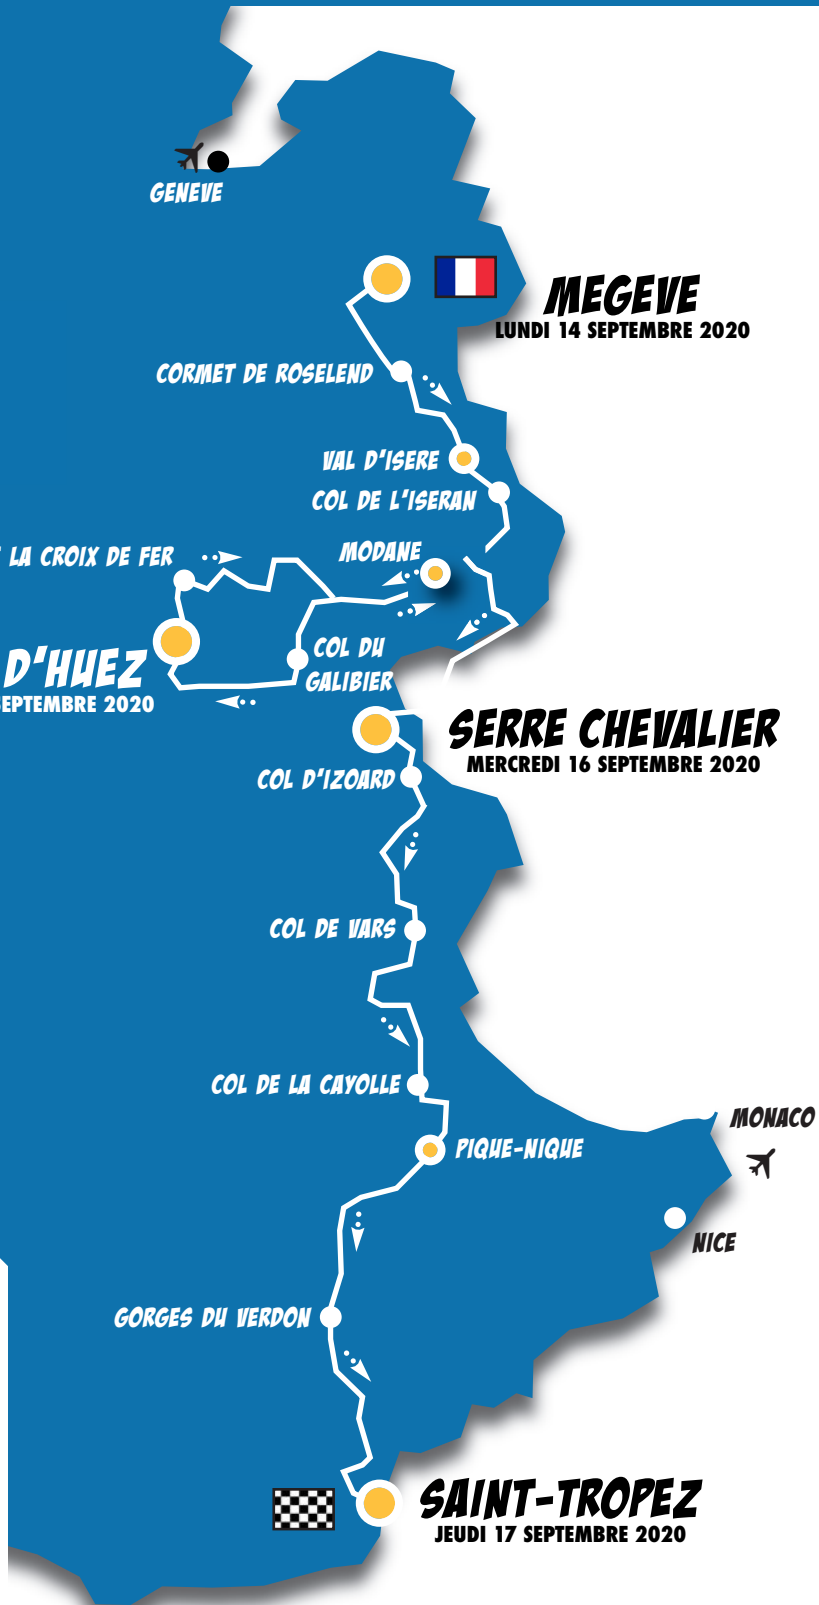 GENEVE
MEGEVE
LUNDI 14 SEPTEMBRE 2020
CORMET DE ROSELEND
VAL D'ISERE
COL DE L'ISERAN
MODANE
LA CROIX DE FER
COL DU
GALIBIER
D'HUEZ
SEPTEMBRE 2020
SERRE CHEVALIER
MERCREDI 16 SEPTEMBRE 2020
COL D'IZOARD
COL DE VARS
COL DE LA CAYOLLE
MONACO
PIQUE-NIQUE
NICE
GORGES DU VERDON
SAINT-TROPEZ
JEUDI 17 SEPTEMBRE 2020